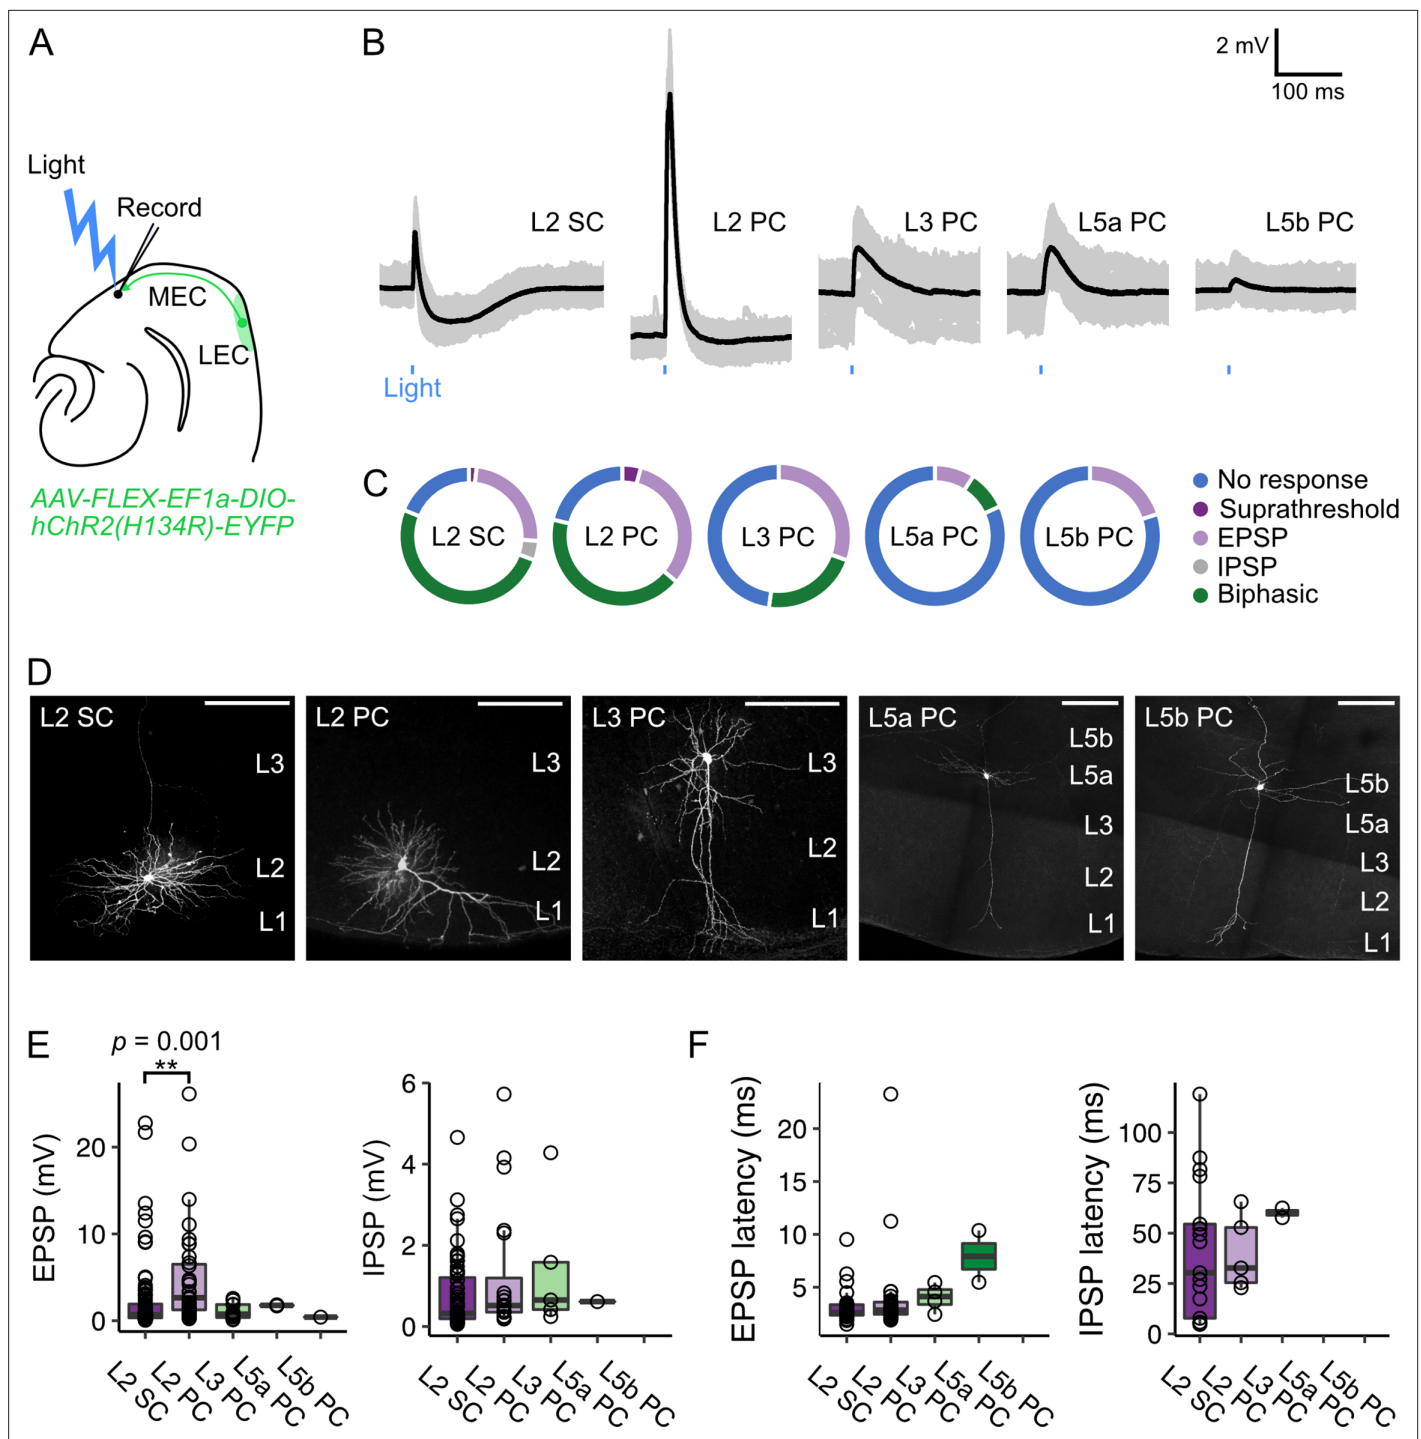 A
Light
Record
MEC
LEC
AAV-FLEX-EF1a-DIO-
hChR2(H134R)-EYFP
B
2 mV
100 ms
L2 SC
L2 PC
L3 PC
L5a PC
L5b PC
Light
C
L2 SC
L2 PC
L3 PC
L5a PC
L5b PC
No response
Suprathreshold
EPSP
IPSP
Biphasic
D
L2 SC
L3
L2
L1
L2 PC
L3
L2
L1
L3 PC
L3
L2
L1
L5a PC
L5b
L5a
L3
L2
L1
L5b PC
L5b
L5a
L3
L2
L1
E
p = 0.001
**
EPSP (mV)
20
10
0
L2 SC
L2 PC
L3 PC
L5a PC
L5b PC
IPSP (mV)
6
4
2
0
L2 SC
L2 PC
L3 PC
L5a PC
L5b PC
F
EPSP latency (ms)
20
15
10
5
L2 SC
L2 PC
L3 PC
L5a PC
L5b PC
IPSP latency (ms)
100
75
50
25
0
L2 SC
L2 PC
L3 PC
L5a PC
L5b PC